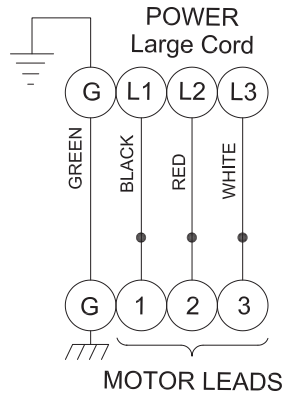 POWER
Large Cord
G L1 L2 L3
GREEN
BLACK
RED
WHITE
G 1 2 3
MOTOR LEADS